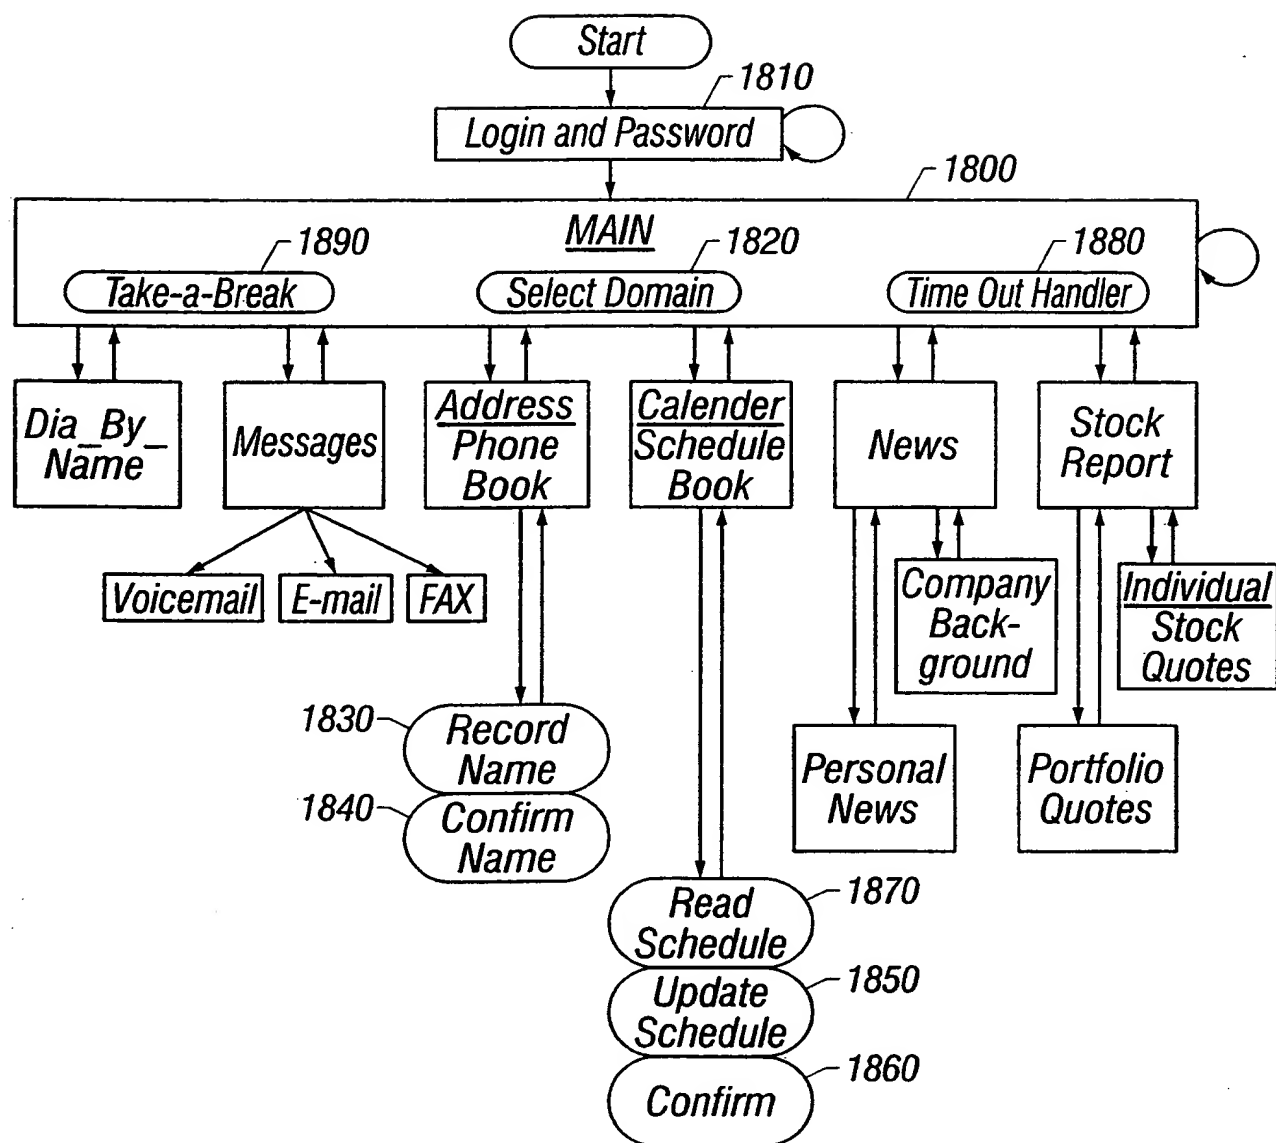 Start
1810
Login and Password
1800
MAIN
1890
1820
1880
Take-a-Break
Select Domain
Time Out Handler
Dia_By_
Name
Messages
Address
Phone
Book
Calender
Schedule
Book
News
Stock
Report
Voicemail
E-mail
FAX
Company
Back-
ground
Individual
Stock
Quotes
1830
Record
Name
1840
Confirm
Name
Personal
News
Portfolio
Quotes
1870
Read
Schedule
1850
Update
Schedule
1860
Confirm